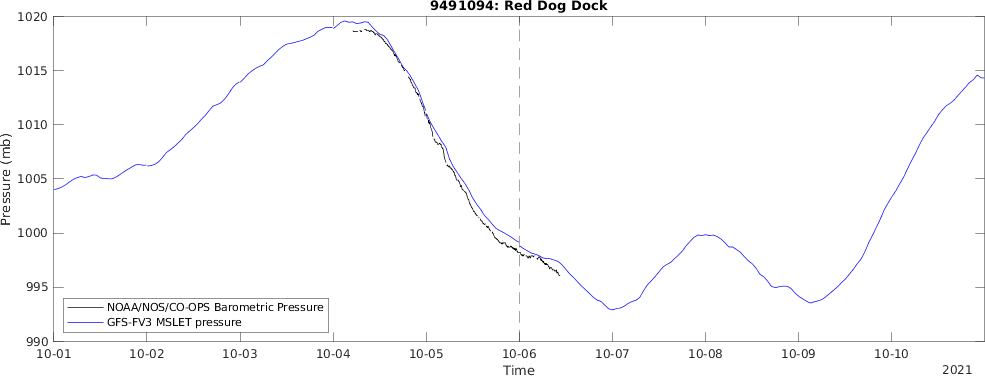 9491094: Red Dog Dock
Pressure (mb)
1020
1015
1010
1005
1000
995
990
NOAA/NOS/CO-OPS Barometric Pressure
GFS-FV3 MSLET pressure
10-01 10-02 10-03 10-04 10-05 10-06 10-07 10-08 10-09 10-10
Time
2021